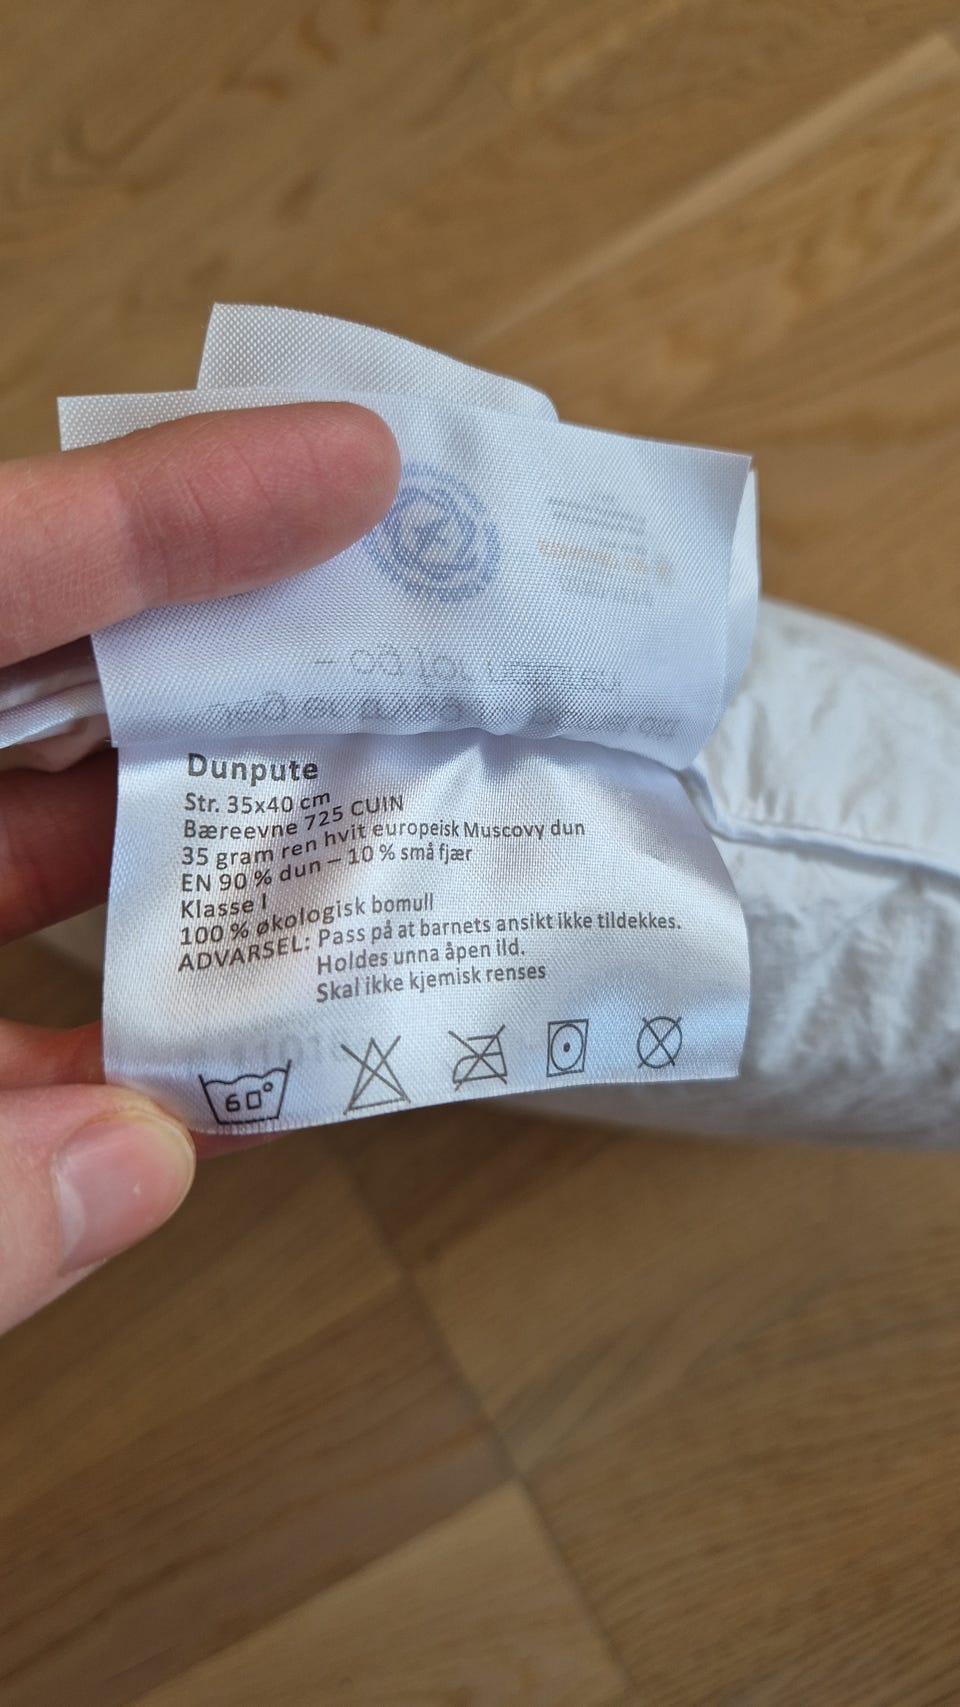 Dunpute
Str. 35x40 cm
Bæreevne 725 CUIN
35 gram ren hvit europeisk Muscovy dun
EN 90 % dun – 10 % små fjær
Klasse I
100 % økologisk bomull
ADVARSEL: Pass på at barnets ansikt ikke tildekkes.
Holdes unna åpen ild.
Skal ikke kjemisk renses
60°